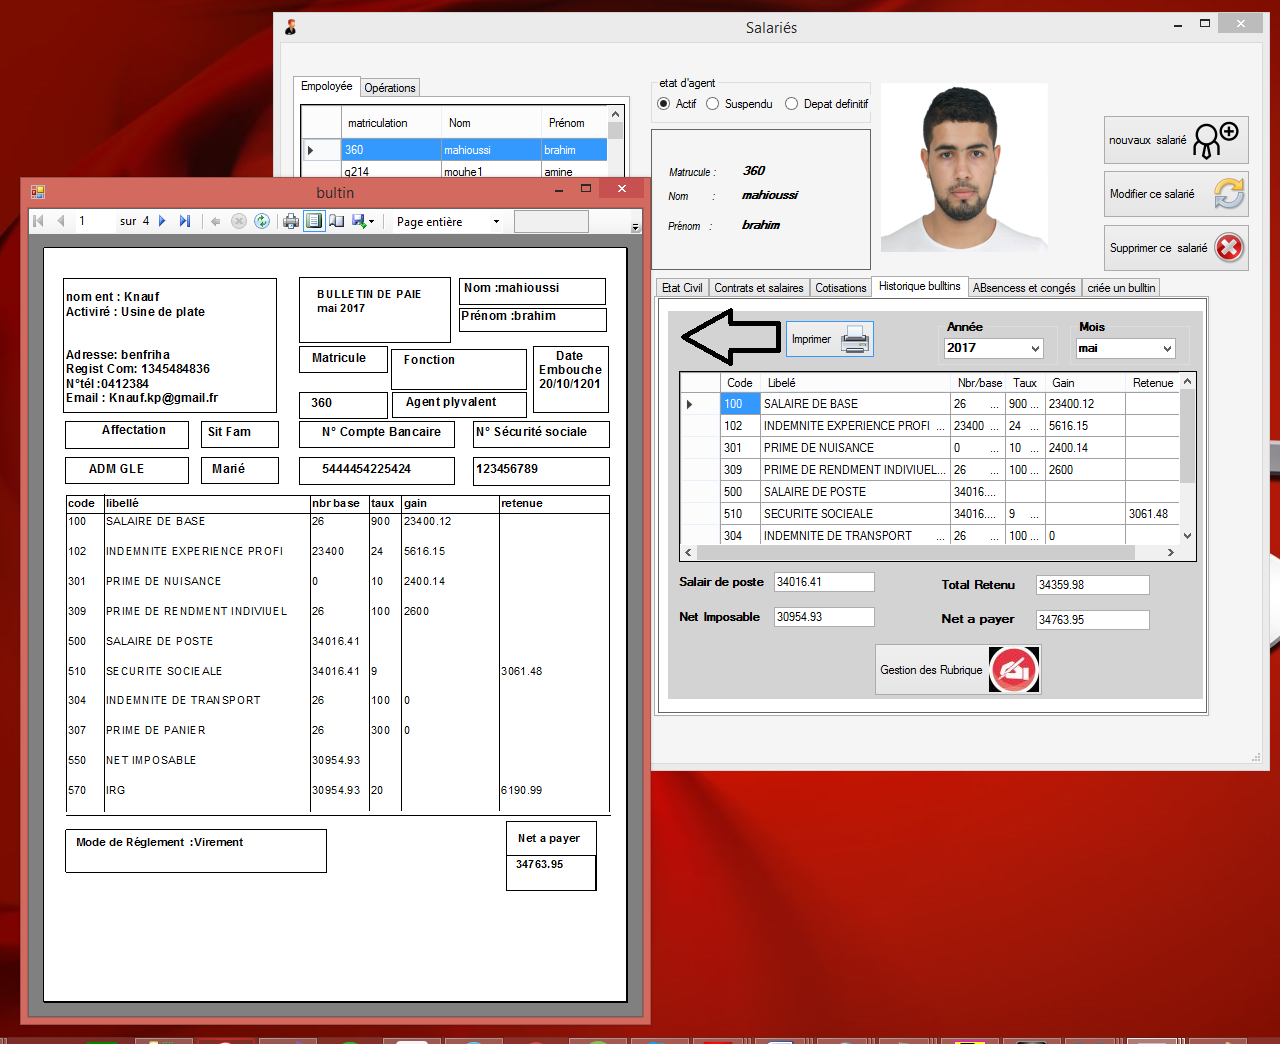 Salariés
Empoloyée
Opérations
matriculation Nom Prénom
360 mahioussi brahim
g214 mouhe1 amine
etat d'agent
Actif Suspendu Depat definitif
Matrucule : 360
Nom : mahioussi
Prénom : brahim
nouvaux salarié
Modifier ce salarié
Supprimer ce salarié
Etat Civil Contrats et salaires Cotisations Historique bulltins ABsencess et congés criée un bulltin
Imprimer
Année
2017
Mois
mai
Code Libelé Nbr/base Taux Gain Retenue
100 SALAIRE DE BASE 26 ... 900 ... 23400.12
102 INDEMNITE EXPERIENCE PROFI ... 23400 ... 24 ... 5616.15
301 PRIME DE NUISANCE 0 ... 10 ... 2400.14
309 PRIME DE RENDMENT INDIVIUEL... 26 ... 100 ... 2600
500 SALAIRE DE POSTE 34016....
510 SECURITE SOCIEALE 34016.... 9 ... 3061.48
304 INDEMNITE DE TRANSPORT ... 26 ... 100 ... 0
Salair de poste 34016.41
Total Retenu 34359.98
Net Imposable 30954.93
Net a payer 34763.95
Gestion des Rubrique
bultin
1 sur 4
Page entière
nom ent : Knauf
Activiré : Usine de plate
Adresse: benfriha
Regist Com: 1345484836
N°tél :0412384
Email : Knauf.kp@gmail.fr
BULLETIN DE PAIE
mai 2017
Nom :mahioussi
Prénom :brahim
Matricule
Fonction
Date
Embouche
20/10/1201
360
Agent plyvalent
Affectation
Sit Fam
N° Compte Bancaire
N° Sécurité sociale
ADM GLE
Marié
5444454225424
123456789
code libellé nbr base taux gain retenue
100 SALAIRE DE BASE 26 900 23400.12
102 INDEMNITE EXPERIENCE PROFI 23400 24 5616.15
301 PRIME DE NUISANCE 0 10 2400.14
309 PRIME DE RENDMENT INDIVIUEL 26 100 2600
500 SALAIRE DE POSTE 34016.41
510 SECURITE SOCIEALE 34016.41 9 3061.48
304 INDEMNITE DE TRANSPORT 26 100 0
307 PRIME DE PANIER 26 300 0
550 NET IMPOSABLE 30954.93
570 IRG 30954.93 20 6190.99
Mode de Réglement :Virement
Net a payer
34763.95